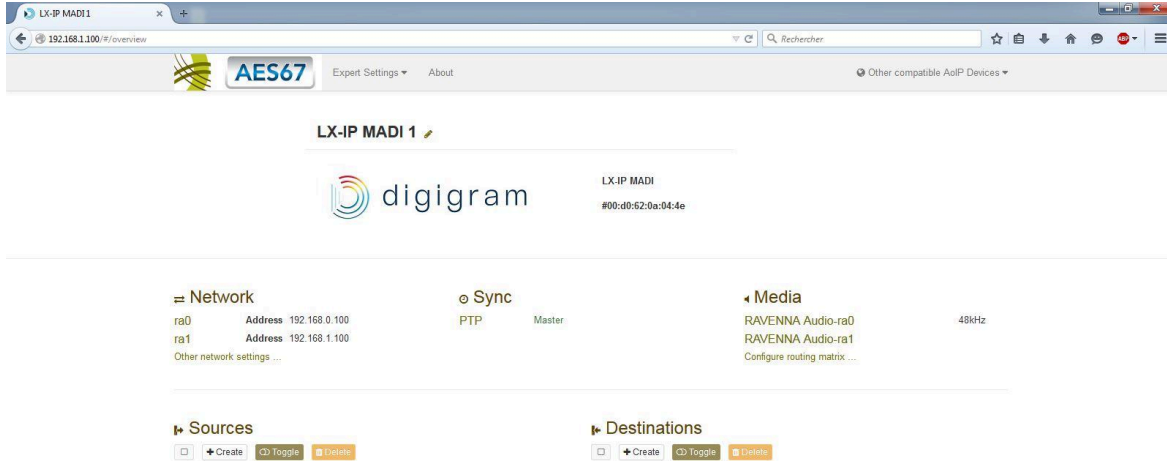 LX-IP MADI 1
192.168.1.100/#/overview
Rechercher
ABP
AES67 Expert Settings About Other compatible AoIP Devices
LX-IP MADI 1
digigram
LX-IP MADI
#00:d0:62:0a:04:4e
Network Sync Media
ra0 Address 192.168.0.100 PTP Master RAVENNA Audio-ra0 48kHz
ra1 Address 192.168.1.100 RAVENNA Audio-ra1
Other network settings ... Configure routing matrix ...
Sources Destinations
+Create Toggle Delete +Create Toggle Delete